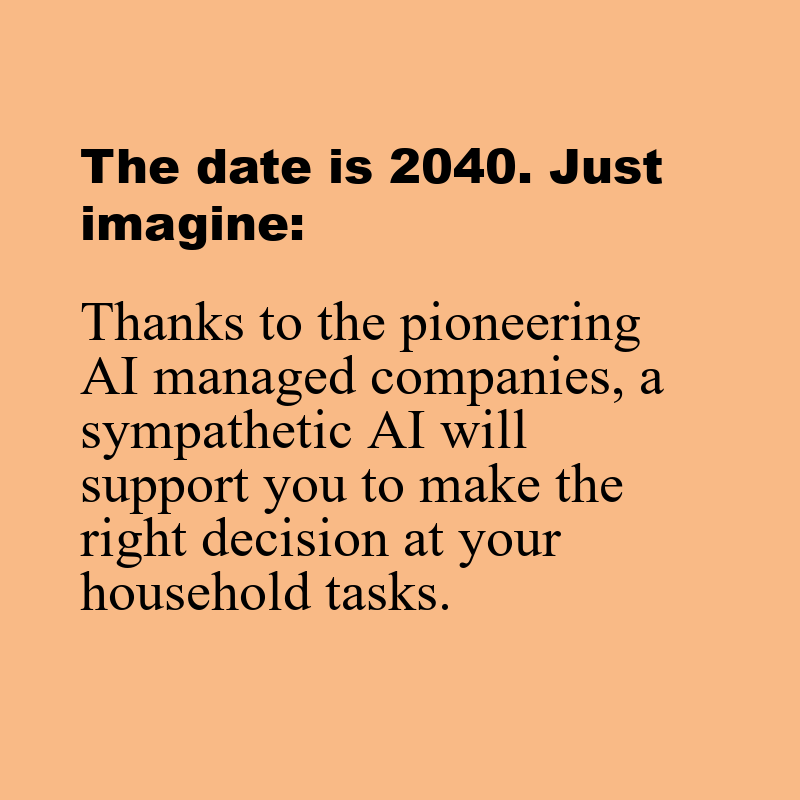 The date is 2040. Just
imagine:
Thanks to the pioneering
AI managed companies, a
sympathetic AI will
support you to make the
right decision at your
household tasks.